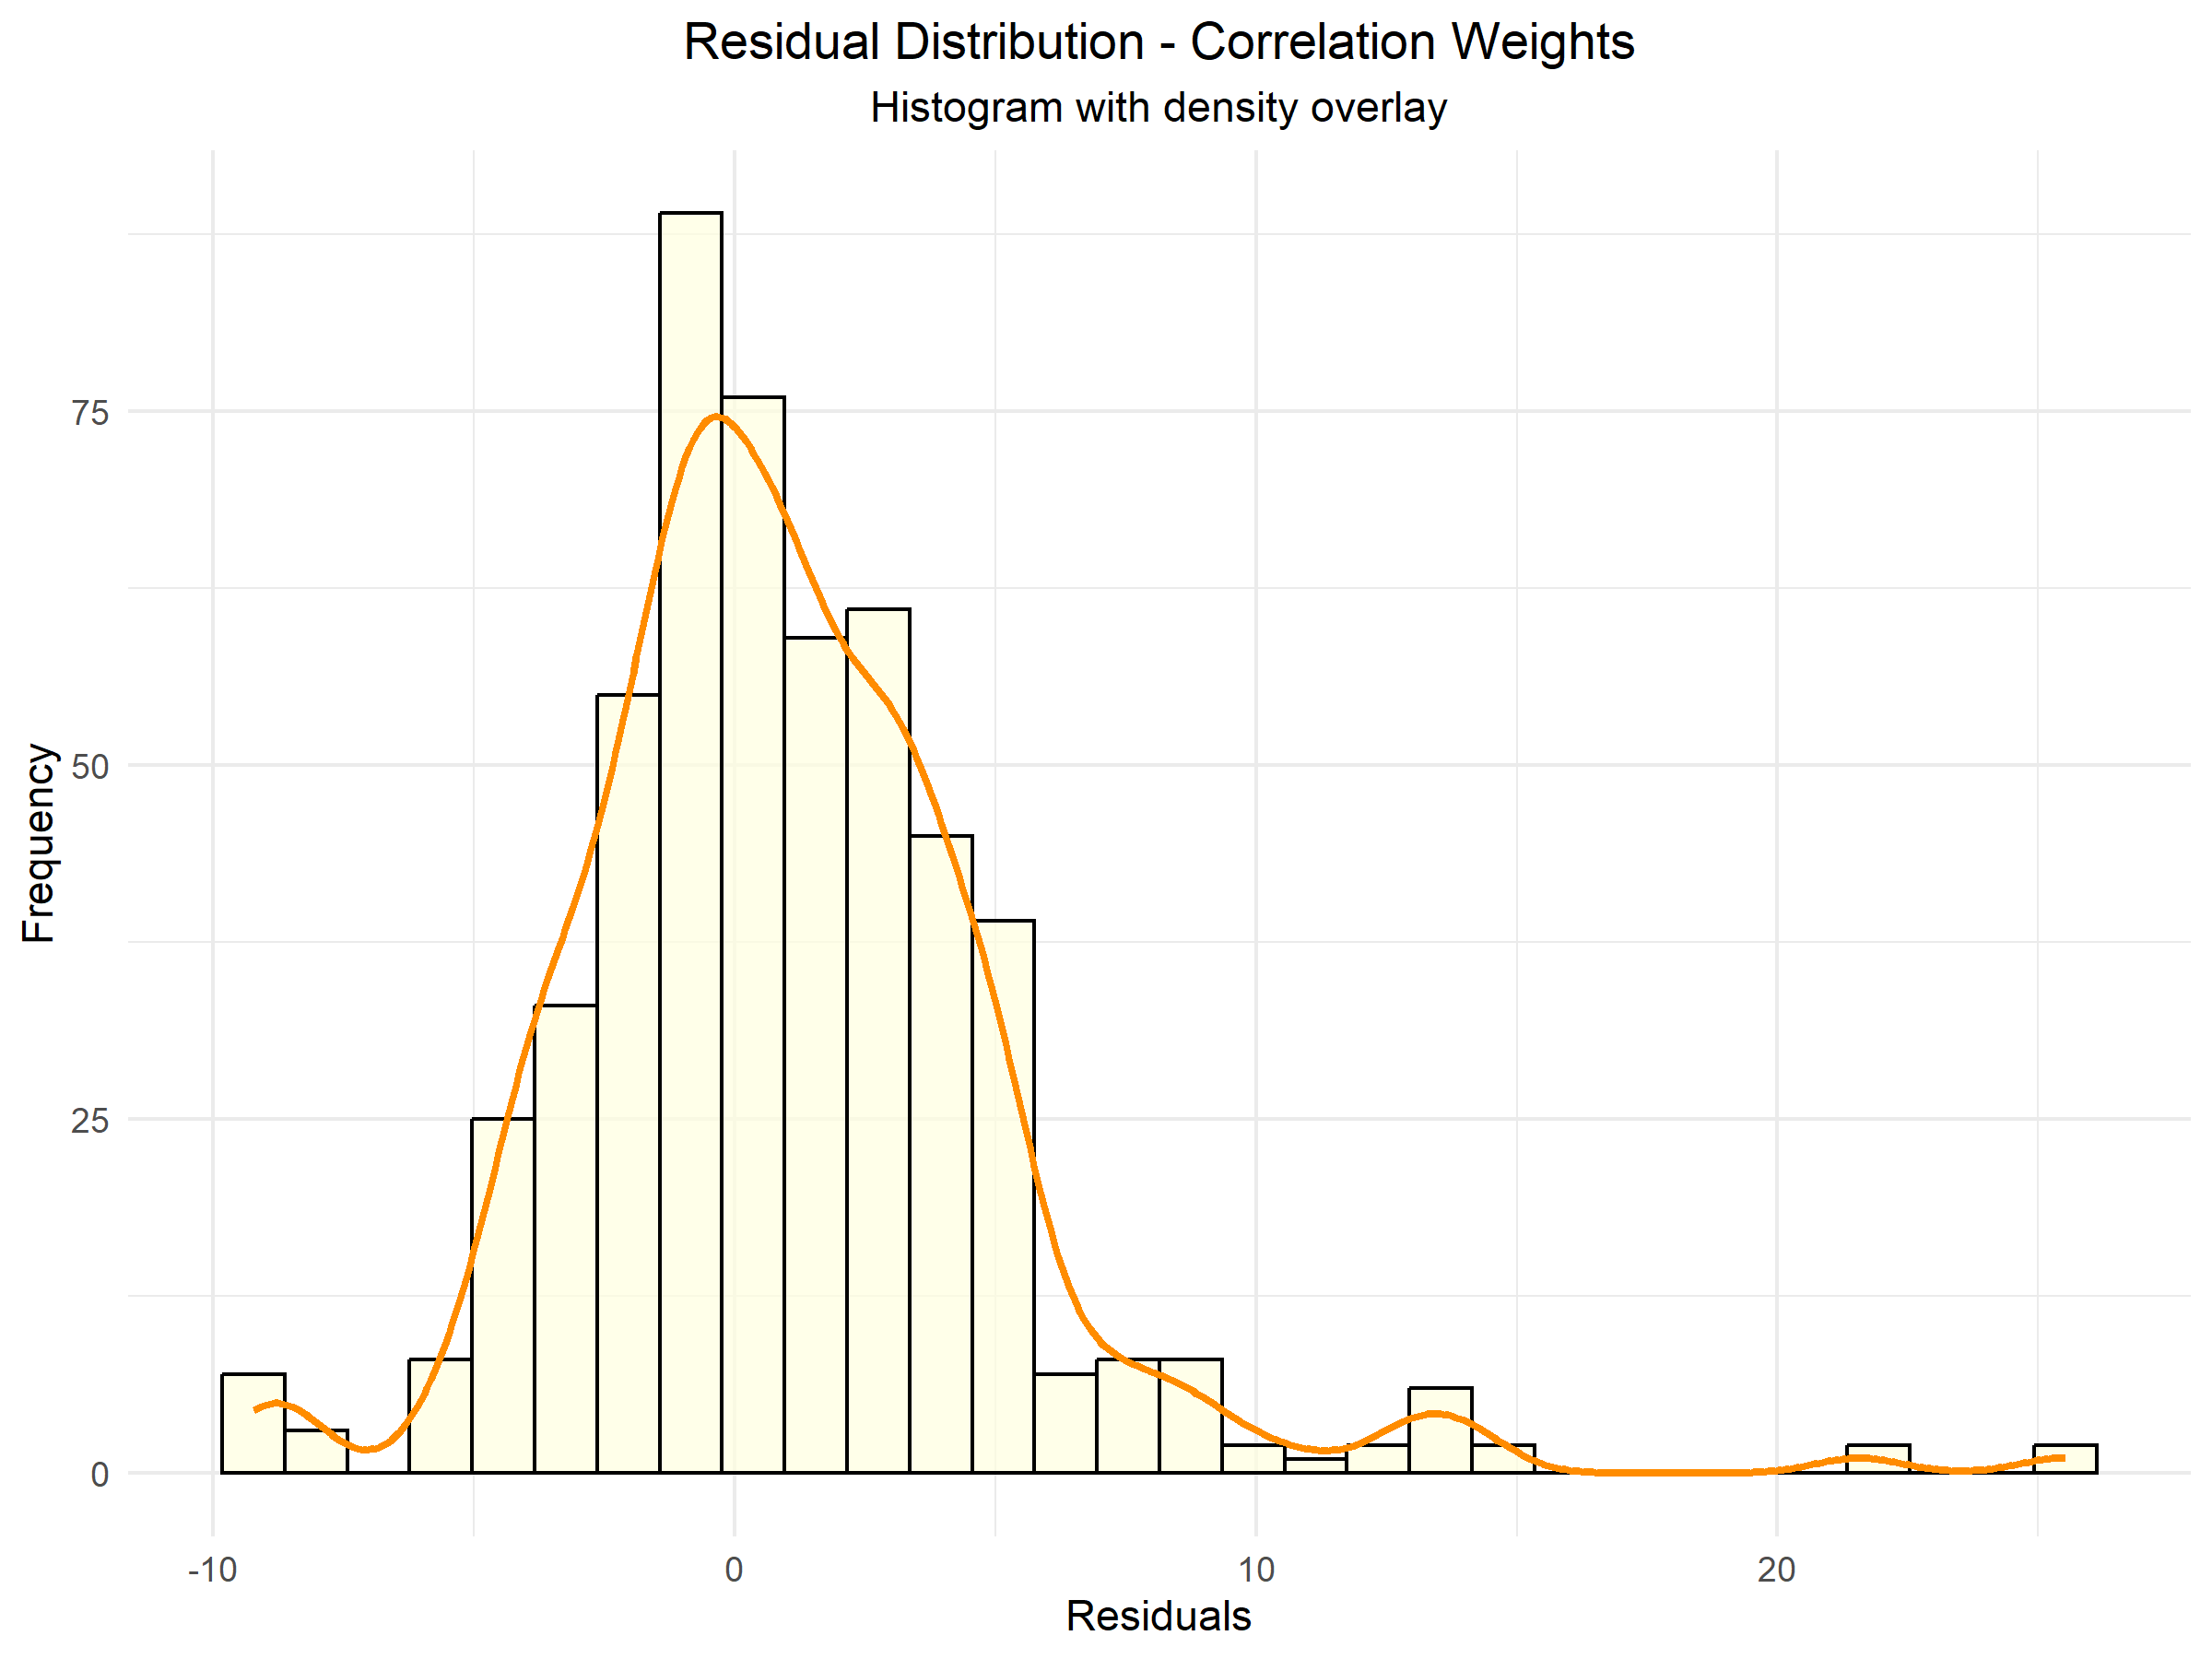 Residual Distribution - Correlation Weights
Histogram with density overlay
Frequency
75
50
25
0
-10 0 10 20
Residuals